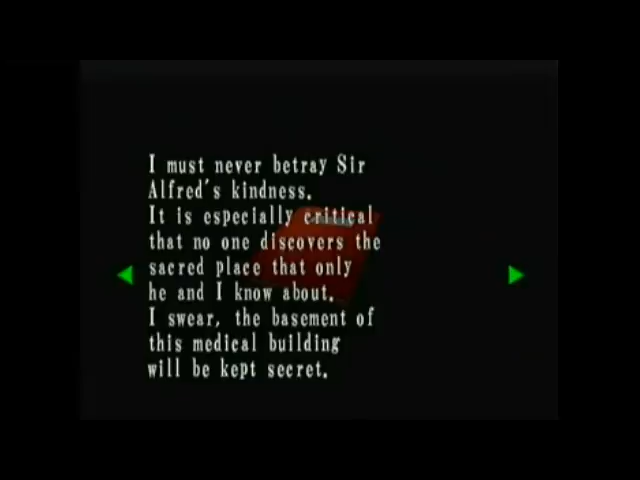 I must never betray Sir
Alfred's kindness.
It is especially critical
that no one discovers the
sacred place that only
he and I know about.
I swear, the basement of
this medical building
will be kept secret.